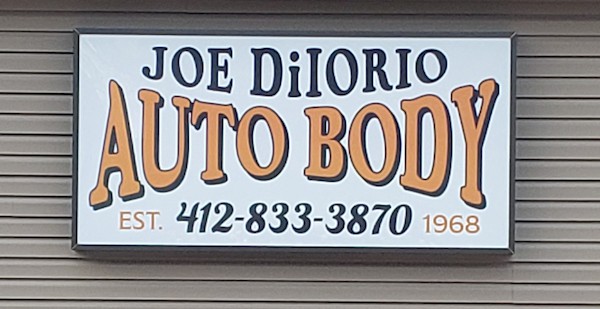 JOE DiIORIO
AUTO BODY
EST. 412-833-3870 1968